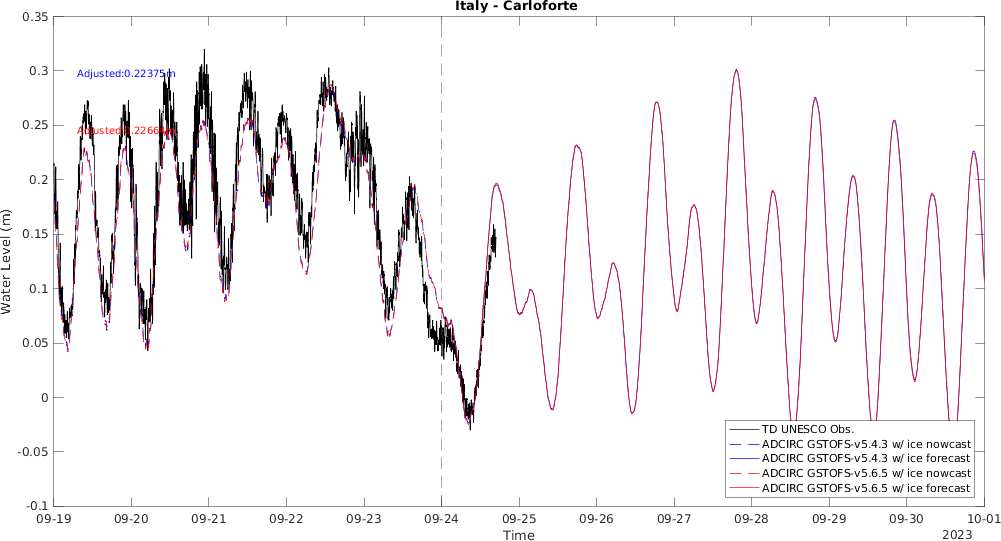 Italy - Carloforte
0.35
0.3
0.25
0.2
0.15
0.1
0.05
0
-0.05
-0.1
Water Level (m)
Adjusted:0.22375m
TD UNESCO Obs.
ADCIRC GSTOFS-v5.4.3 w/ ice nowcast
ADCIRC GSTOFS-v5.4.3 w/ ice forecast
ADCIRC GSTOFS-v5.6.5 w/ ice nowcast
ADCIRC GSTOFS-v5.6.5 w/ ice forecast
09-19 09-20 09-21 09-22 09-23 09-24 09-25 09-26 09-27 09-28 09-29 09-30 10-01
Time
2023